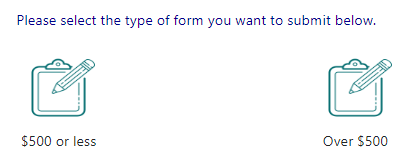 Please select the type of form you want to submit below.
$500 or less
Over $500